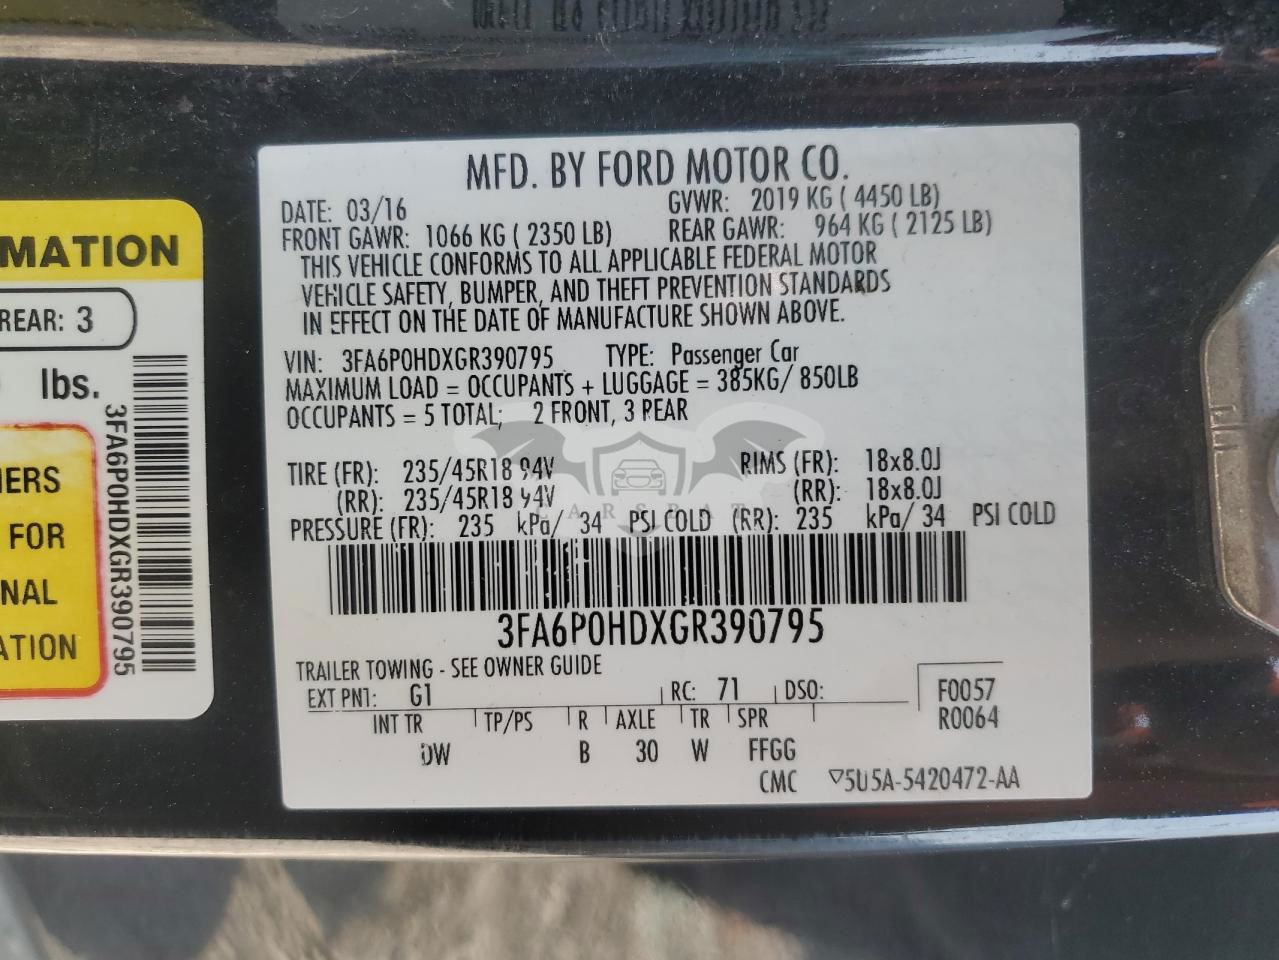 MFD. BY FORD MOTOR CO.
DATE: 03/16 GVWR: 2019 KG ( 4450 LB)
FRONT GAWR: 1066 KG ( 2350 LB) REAR GAWR: 964 KG ( 2125 LB)
THIS VEHICLE CONFORMS TO ALL APPLICABLE FEDERAL MOTOR
VEHICLE SAFETY, BUMPER, AND THEFT PREVENTION STANDARDS
IN EFFECT ON THE DATE OF MANUFACTURE SHOWN ABOVE.
VIN: 3FA6P0HDXGR390795 TYPE: Passenger Car
MAXIMUM LOAD = OCCUPANTS + LUGGAGE = 385KG/ 850LB
OCCUPANTS = 5 TOTAL; 2 FRONT, 3 REAR
TIRE (FR): 235/45R18 94V RIMS (FR): 18x8.0J
(RR): 235/45R18 94V (RR): 18x8.0J
PRESSURE (FR): 235 kPa/ 34 PSI COLD (RR): 235 kPa/ 34 PSI COLD
CARSPAT
3FA6P0HDXGR390795
TRAILER TOWING - SEE OWNER GUIDE
EXT PNT: G1 RC: 71 DSO: F0057
R0064
INT TR TP/PS R AXLE TR SPR
DW B 30 W FFGG
CMC ▽5U5A-5420472-AA
MATION
REAR: 3
lbs.
3FA6P0HDXGR390795
IERS
FOR
NAL
ATION